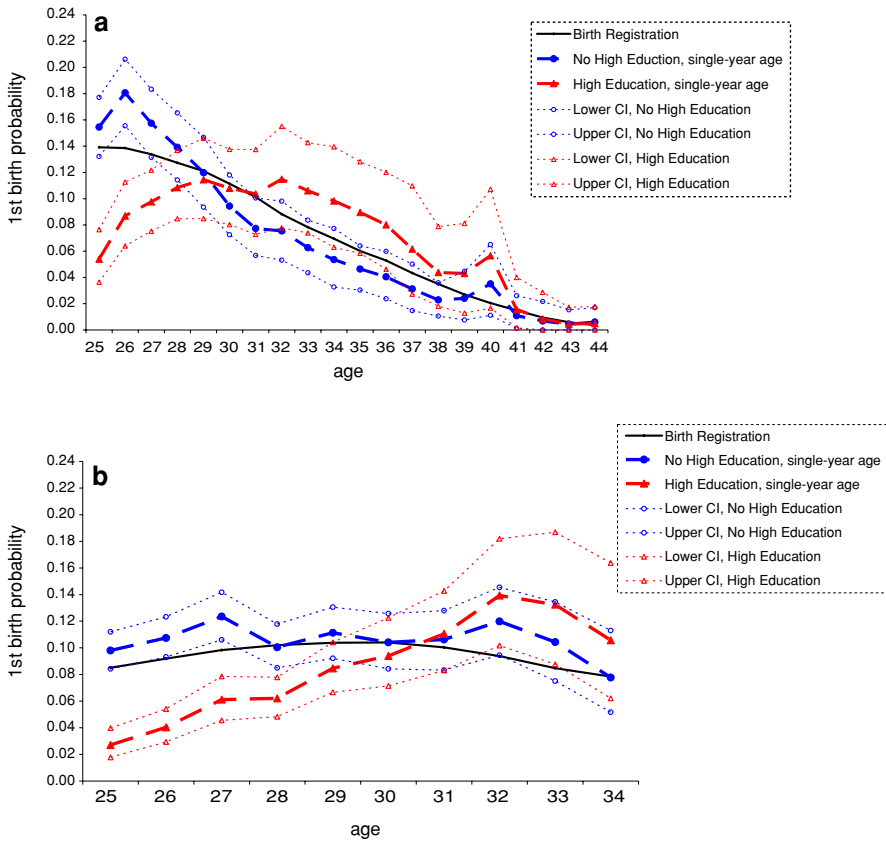 a
0.24
0.22
0.20
0.18
0.16
0.14
0.12
0.10
0.08
0.06
0.04
0.02
0.00
1st birth probability
25 26 27 28 29 30 31 32 33 34 35 36 37 38 39 40 41 42 43 44
age
Birth Registration
No High Eduction, single-year age
High Education, single-year age
Lower CI, No High Education
Upper CI, No High Education
Lower CI, High Education
Upper CI, High Education
b
0.24
0.22
0.20
0.18
0.16
0.14
0.12
0.10
0.08
0.06
0.04
0.02
0.00
1st birth probability
25 26 27 28 29 30 31 32 33 34
age
Birth Registration
No High Education, single-year age
High Education, single-year age
Lower CI, No High Education
Upper CI, No High Education
Lower CI, High Education
Upper CI, High Education